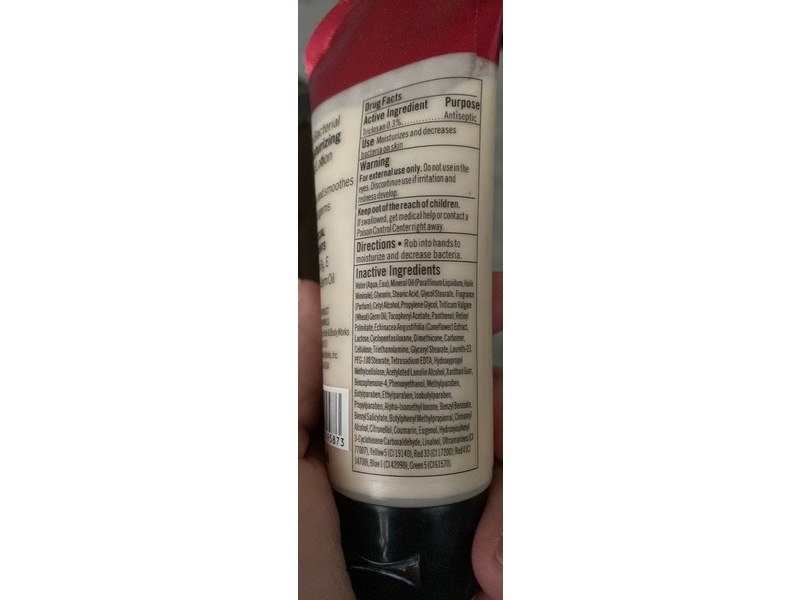 Drug Facts
Active Ingredient Purpose
Triclosan 0.3%..................Antiseptic
Use Moisturizes and decreases
bacteria on skin
Warning
For external use only. Do not use in the
eyes. Discontinue use if irritation and
redness develop.
Keep out of the reach of children.
If swallowed, get medical help or contact a
Poison Control Center right away.
Directions • Rub into hands to
moisturize and decrease bacteria.
Inactive Ingredients
Water (Aqua, Eau), Mineral Oil (Paraffinum Liquidum, Huile
Minérale), Glycerin, Stearic Acid, Glycol Stearate, Fragrance
(Parfum), Cetyl Alcohol, Propylene Glycol, Triticum Vulgare
(Wheat) Germ Oil, Tocopheryl Acetate, Panthenol, Retinyl
Palmitate, Echinacea Angustifolia (Coneflower) Extract,
Lactose, Cyclopentasiloxane, Dimethicone, Carbomer,
Cellulose, Triethanolamine, Glyceryl Stearate, Laureth-23,
PEG-100 Stearate, Tetrasodium EDTA, Hydroxypropyl
Methylcellulose, Acetylated Lanolin Alcohol, Xanthan Gum,
Benzophenone-4, Phenoxyethanol, Methylparaben,
Butylparaben, Ethylparaben, Isobutylparaben,
Propylparaben, Alpha-Isomethyl Ionone, Benzyl Benzoate,
Benzyl Salicylate, Butylphenyl Methylpropional, Cinnamyl
Alcohol, Citronellol, Coumarin, Eugenol, Hydroxyisohexyl
3-Cyclohexene Carboxaldehyde, Linalool, Ultramarines (CI
77007), Yellow 5 (CI 19140), Red 33 (CI 17200), Red 4 (CI
14700), Blue 1 (CI 42090), Green 5 (CI 61570).
and smoothes
germs
E
Oil
& Body Works
Inc.
5873